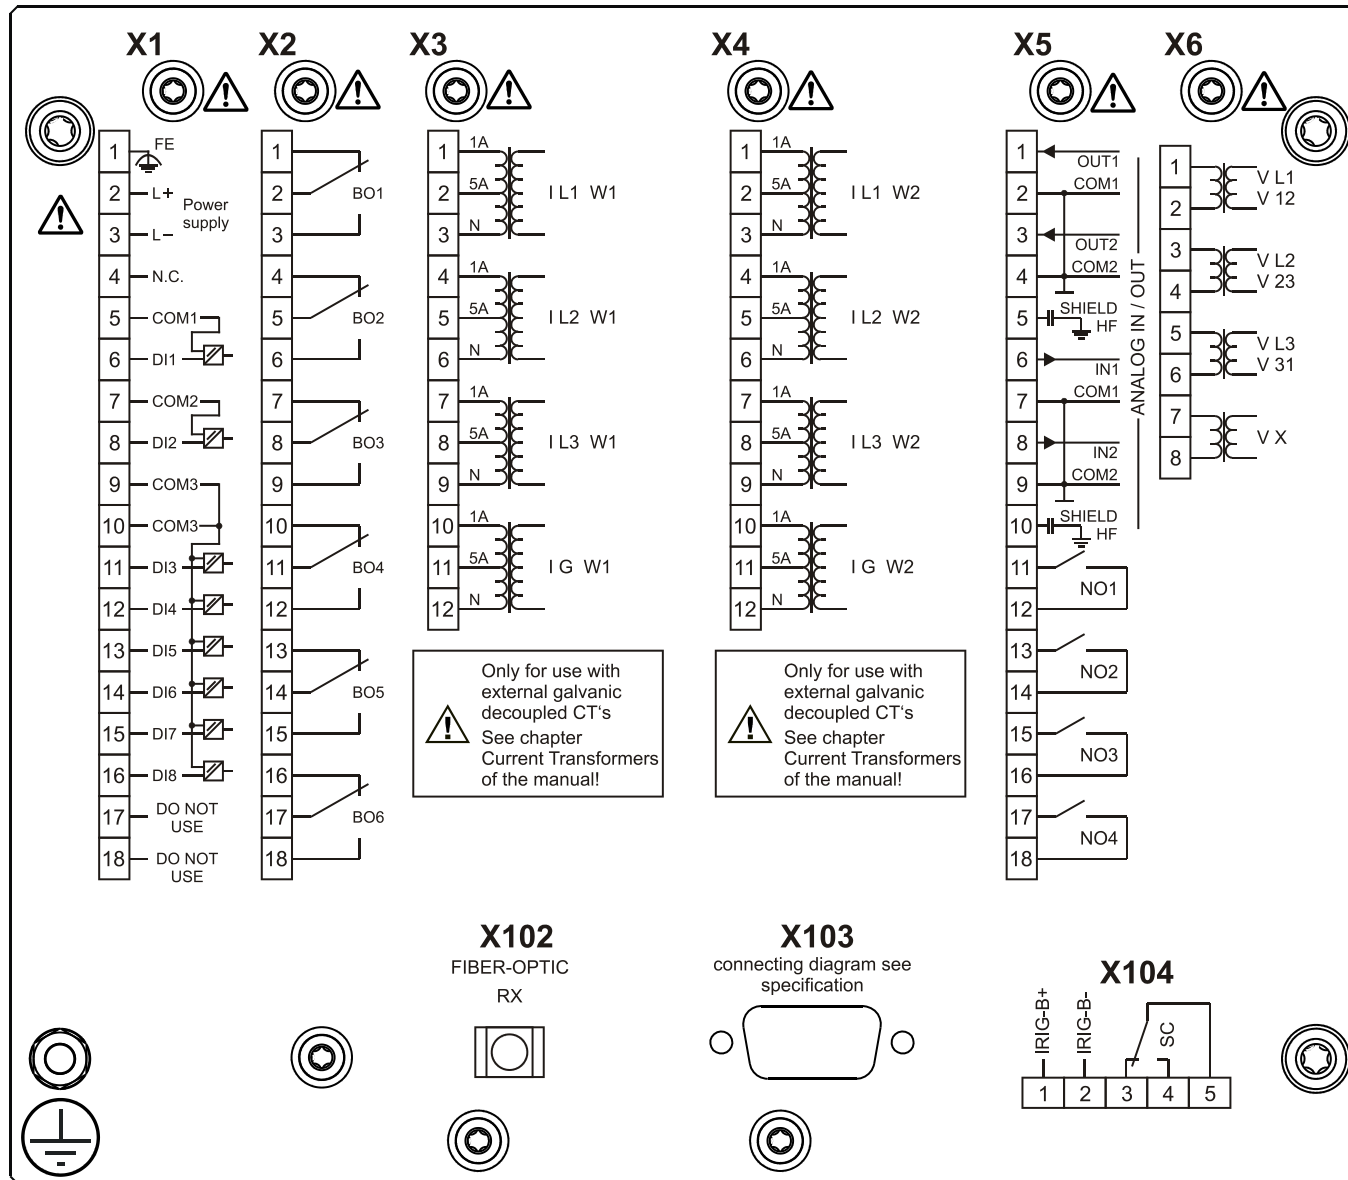 X1
X2
X3
X4
X5
X6
1 FE
2 L+
Power
supply
3 L–
4 N.C.
5 COM1
6 DI1
7 COM2
8 DI2
9 COM3
10 COM3
11 DI3
12 DI4
13 DI5
14 DI6
15 DI7
16 DI8
17 DO NOT
USE
18 DO NOT
USE
1
2 BO1
3
4
5 BO2
6
7
8 BO3
9
10
11 BO4
12
13
14 BO5
15
16
17 BO6
18
1 1A
2 5A I L1 W1
3 N
4 1A
5 5A I L2 W1
6 N
7 1A
8 5A I L3 W1
9 N
10 1A
11 5A I G W1
12 N
Only for use with
external galvanic
decoupled CT‘s
See chapter
Current Transformers
of the manual!
1 1A
2 5A I L1 W2
3 N
4 1A
5 5A I L2 W2
6 N
7 1A
8 5A I L3 W2
9 N
10 1A
11 5A I G W2
12 N
Only for use with
external galvanic
decoupled CT‘s
See chapter
Current Transformers
of the manual!
1 OUT1
2 COM1
3 OUT2
4 COM2
5 SHIELD
HF
6 IN1
7 COM1
8 IN2
9 COM2
10 SHIELD
HF
ANALOG IN / OUT
11
NO1
12
13
NO2
14
15
NO3
16
17
NO4
18
1 V L1
2 V 12
3 V L2
4 V 23
5 V L3
6 V 31
7
V X
8
X102
FIBER-OPTIC
RX
X103
connecting diagram see
specification
X104
IRIG-B+
IRIG-B-
SC
1 2 3 4 5